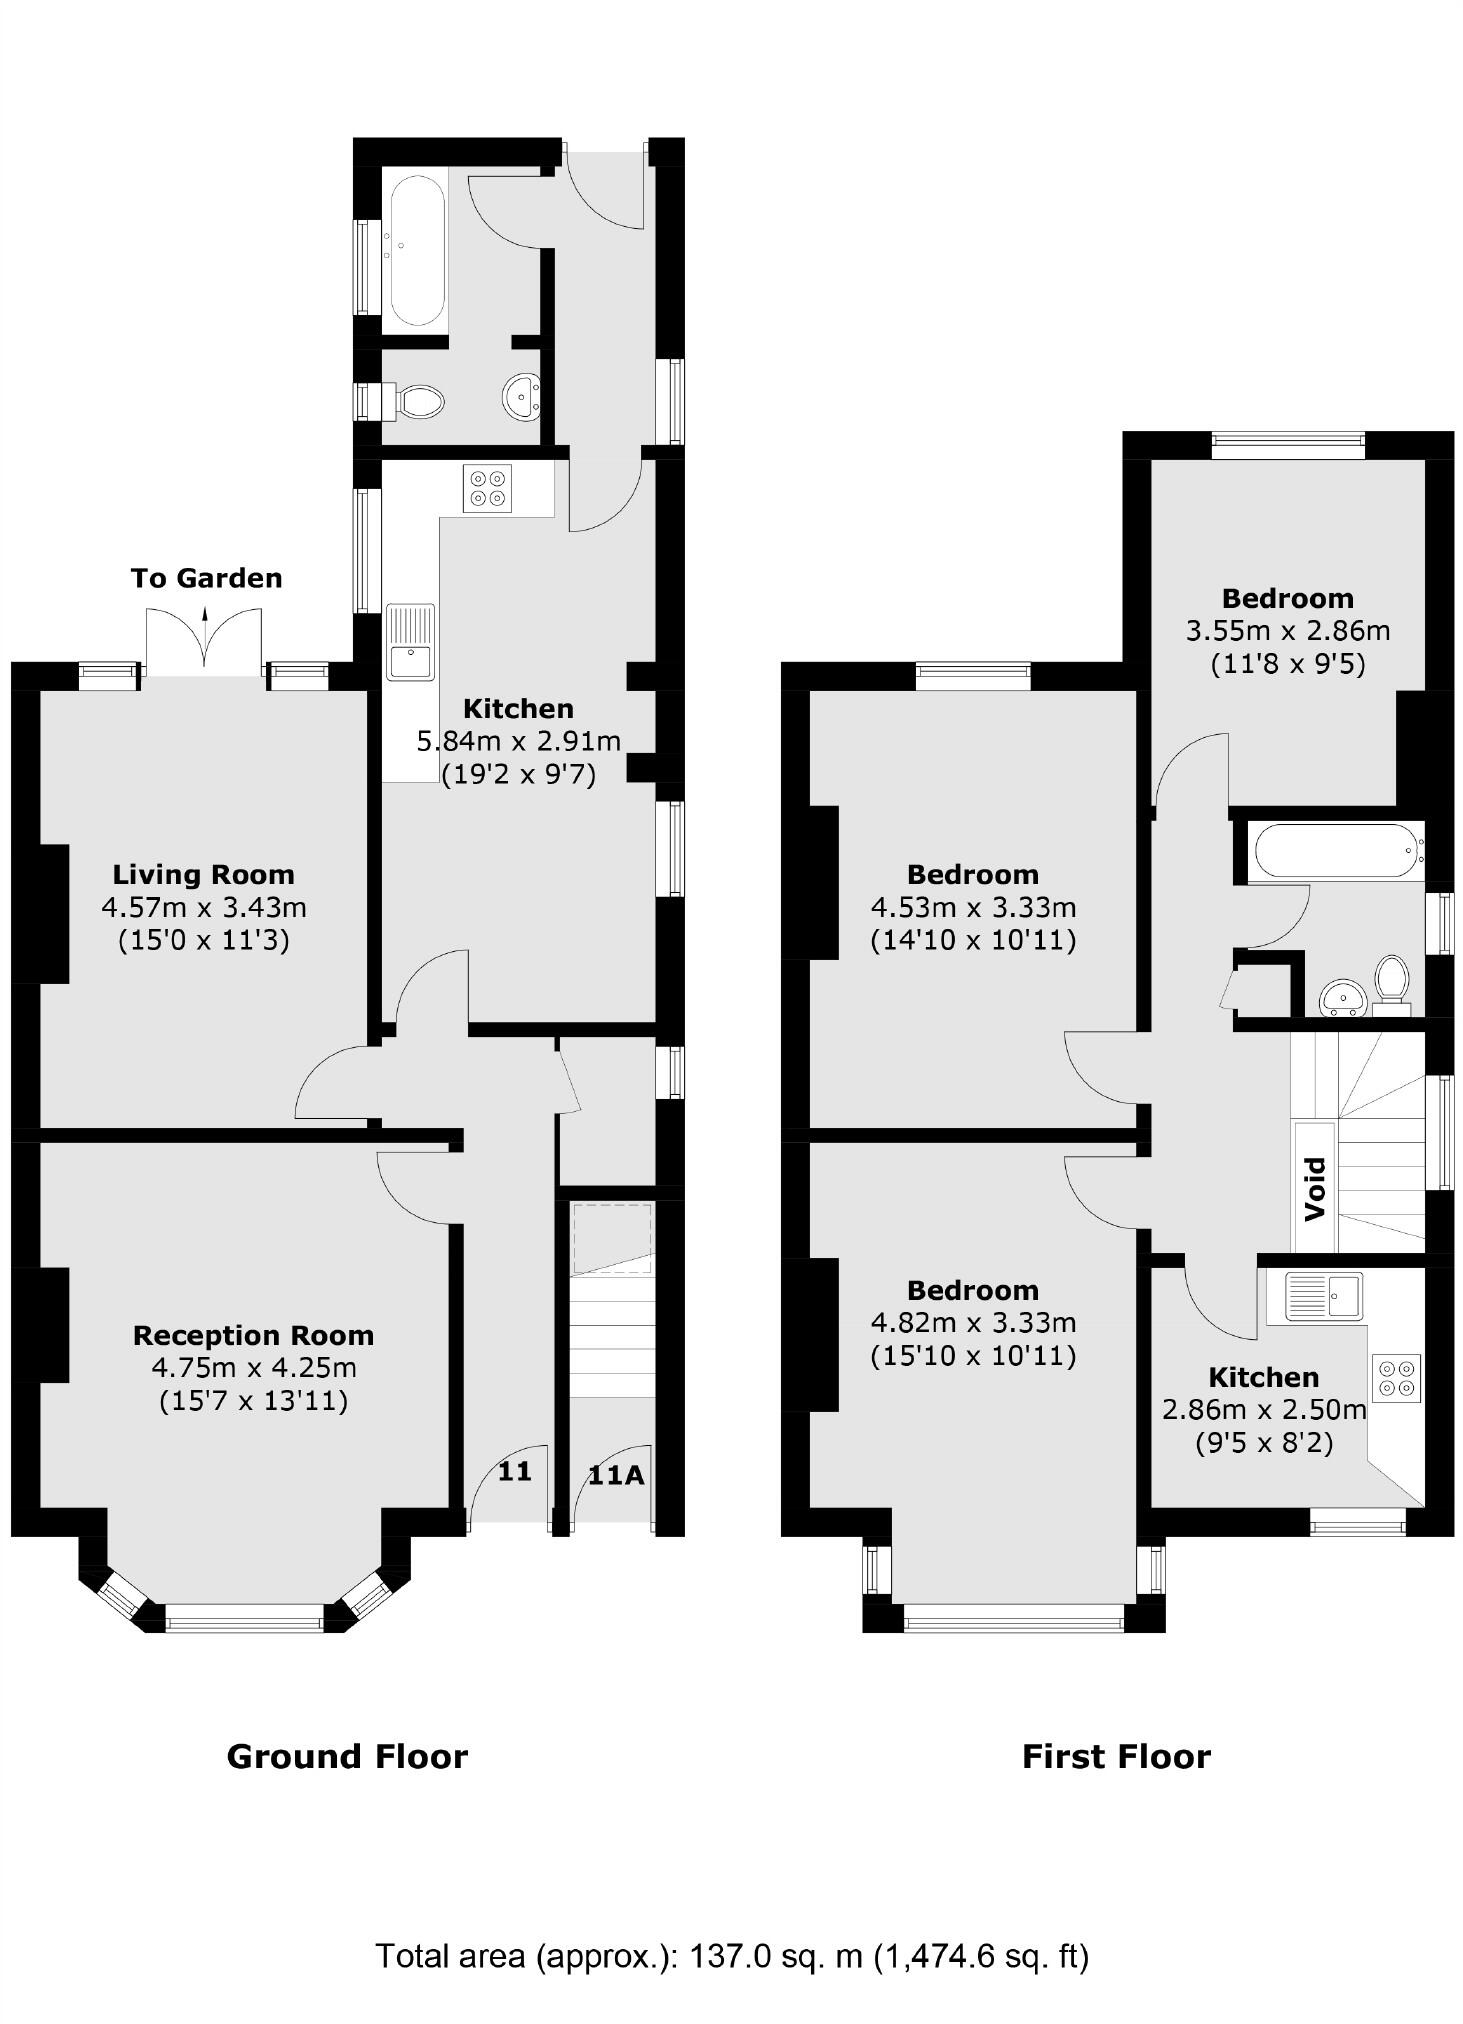 To Garden
Kitchen
5.84m x 2.91m
(19'2 x 9'7)
Living Room
4.57m x 3.43m
(15'0 x 11'3)
Reception Room
4.75m x 4.25m
(15'7 x 13'11)
11
11A
Ground Floor
Bedroom
3.55m x 2.86m
(11'8 x 9'5)
Bedroom
4.53m x 3.33m
(14'10 x 10'11)
Void
Bedroom
4.82m x 3.33m
(15'10 x 10'11)
Kitchen
2.86m x 2.50m
(9'5 x 8'2)
First Floor
Total area (approx.): 137.0 sq. m (1,474.6 sq. ft)